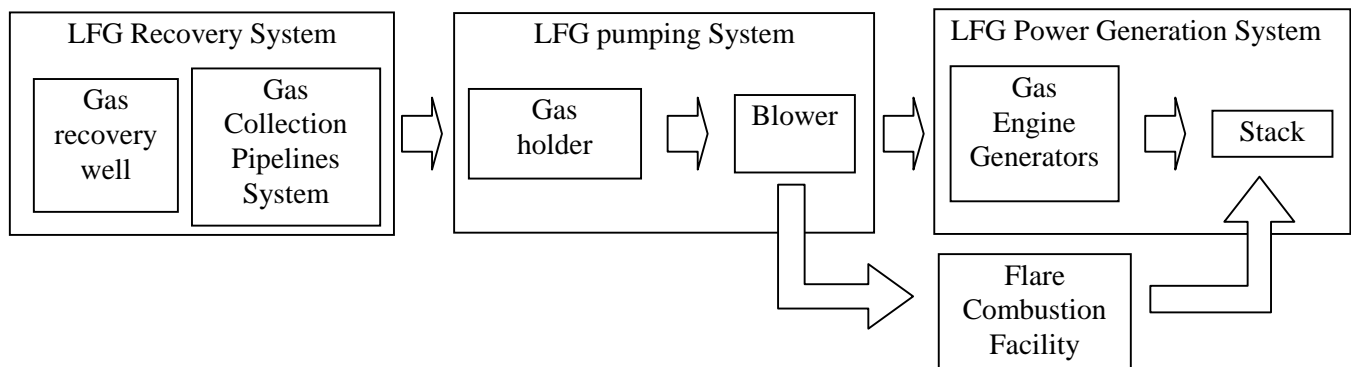 LFG Recovery System
Gas
recovery
well
Gas
Collection
Pipelines
System
LFG pumping System
Gas
holder
Blower
LFG Power Generation System
Gas
Engine
Generators
Stack
Flare
Combustion
Facility